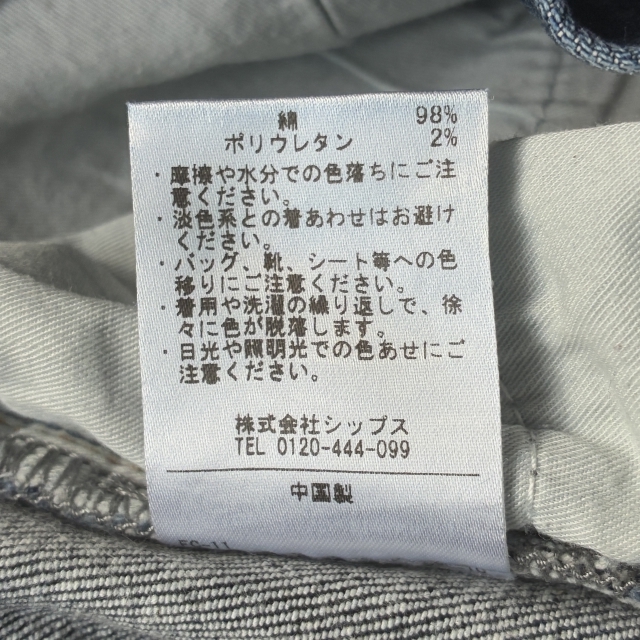 綿 98%
ポリウレタン 2%
・摩擦や水分での色落ちにご注
意ください。
・淡色系との着あわせはお避け
ください。
・バッグ、靴、シート等への色
移りにご注意ください。
・着用や洗濯の繰り返しで、徐
々に色が脱落します。
・日光や照明光での色あせにご
注意ください。
株式会社シップス
TEL 0120-444-099
中国製